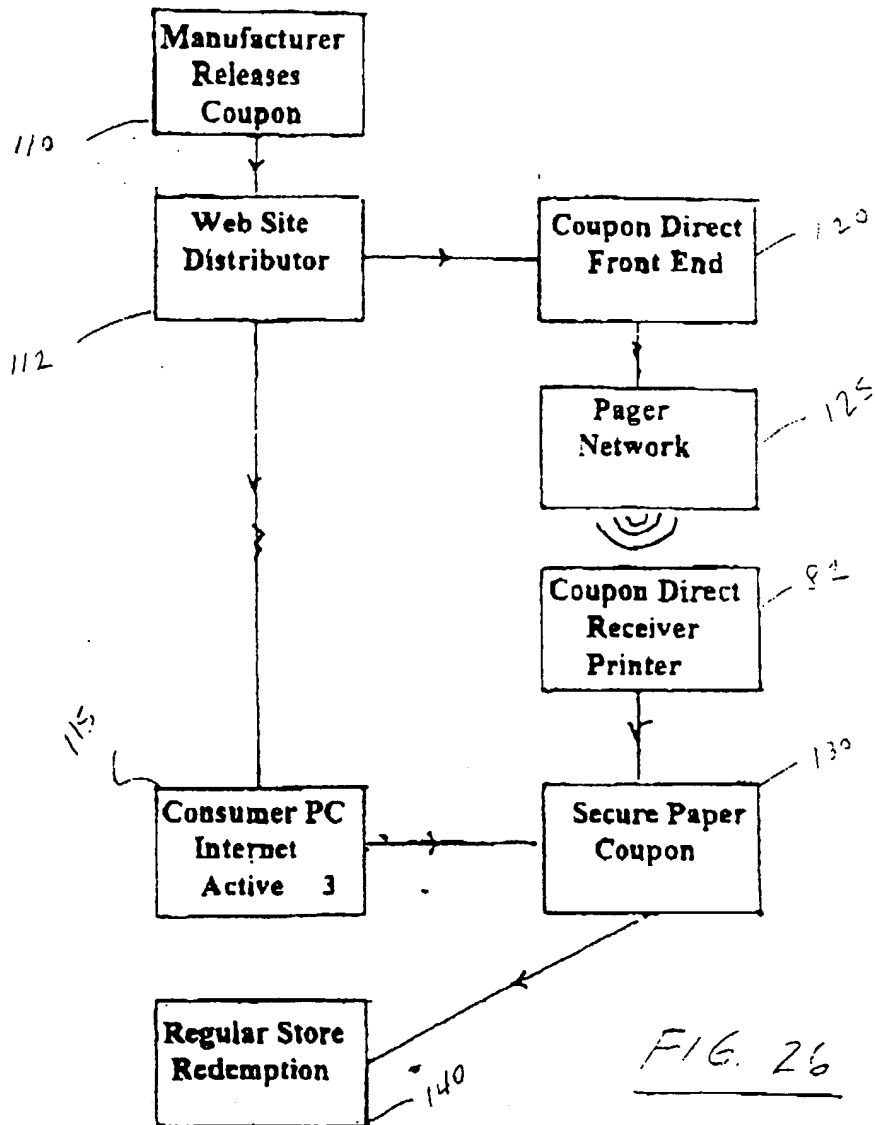 Manufacturer
Releases
Coupon
110
Web Site
Distributor
112
Coupon Direct
Front End
120
Pager
Network
125
Coupon Direct
Receiver
Printer
Consumer PC
Internet
Active 3
115
Secure Paper
Coupon
130
Regular Store
Redemption
140
FIG. 26